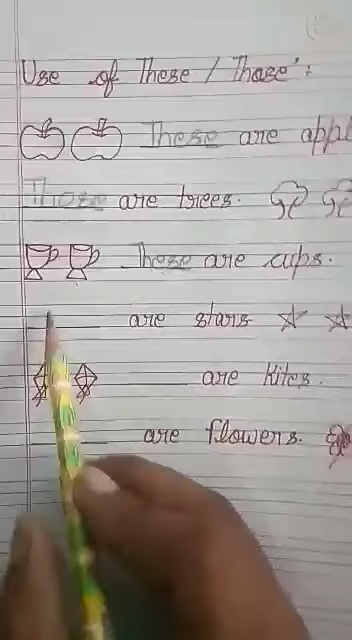 Use of These / Those :
These are appl
Those are trees.
These are cups.
are stars
are kites.
are flowers.